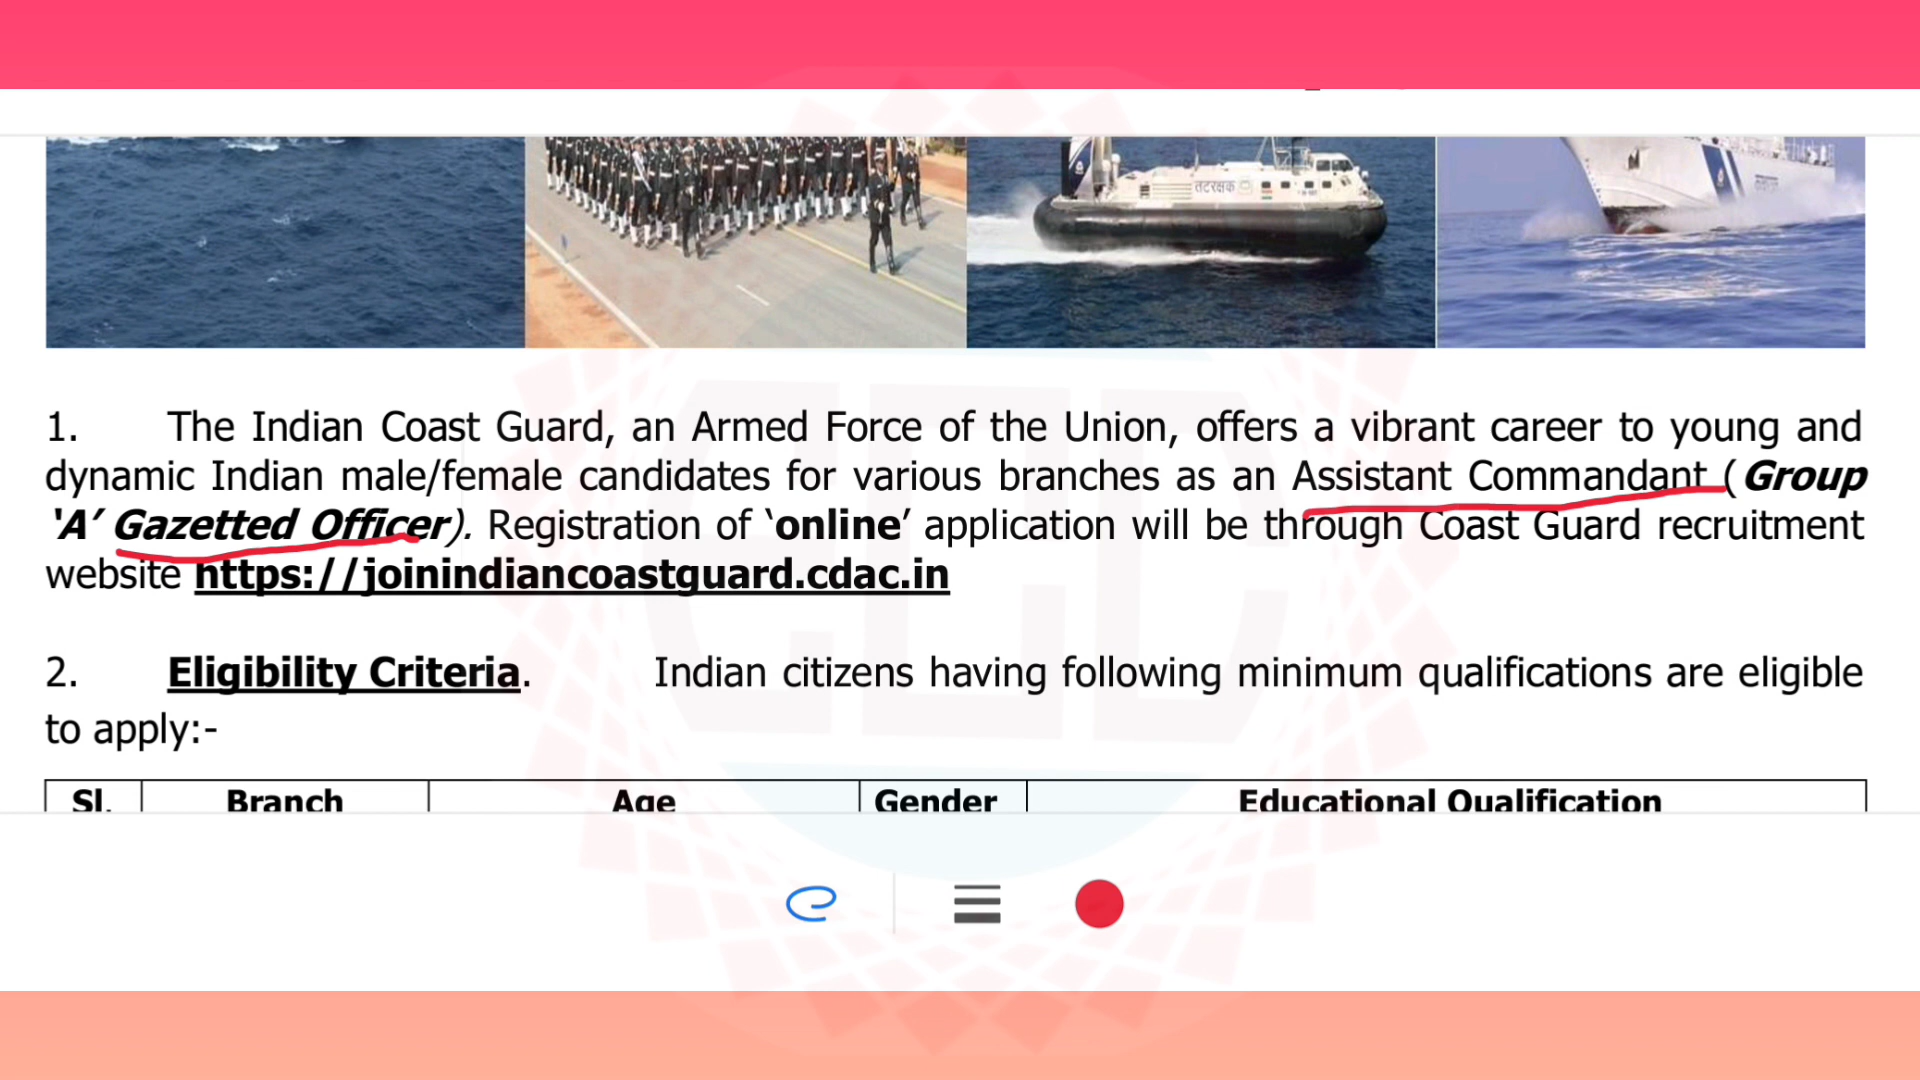 तटरक्षक
1. The Indian Coast Guard, an Armed Force of the Union, offers a vibrant career to young and
dynamic Indian male/female candidates for various branches as an Assistant Commandant (Group
‘A’ Gazetted Officer). Registration of ‘online’ application will be through Coast Guard recruitment
website https://joinindiancoastguard.cdac.in
2. Eligibility Criteria. Indian citizens having following minimum qualifications are eligible
to apply:-
Sl. Branch Age Gender Educational Qualification